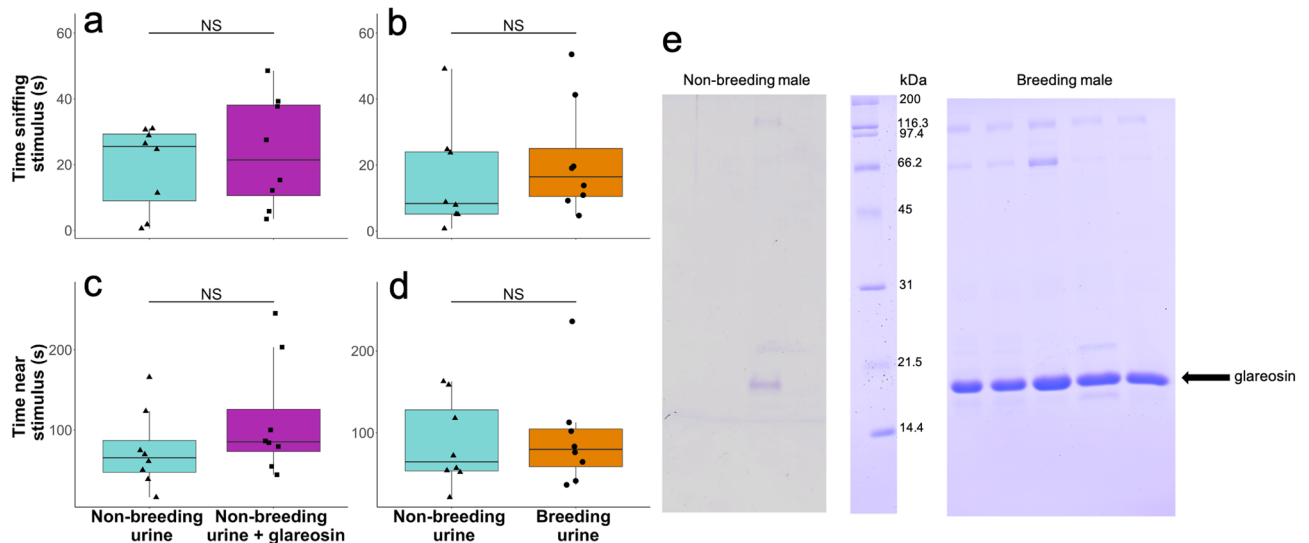 a
NS
Time sniffing
stimulus (s)
60
40
20
0
b
NS
60
40
20
0
c
NS
Time near
stimulus (s)
200
100
Non-breeding
urine
Non-breeding
urine + glareosin
d
NS
200
100
Non-breeding
urine
Breeding
urine
e
Non-breeding male
kDa
Breeding male
200
116.3
97.4
66.2
45
31
21.5
14.4
glareosin